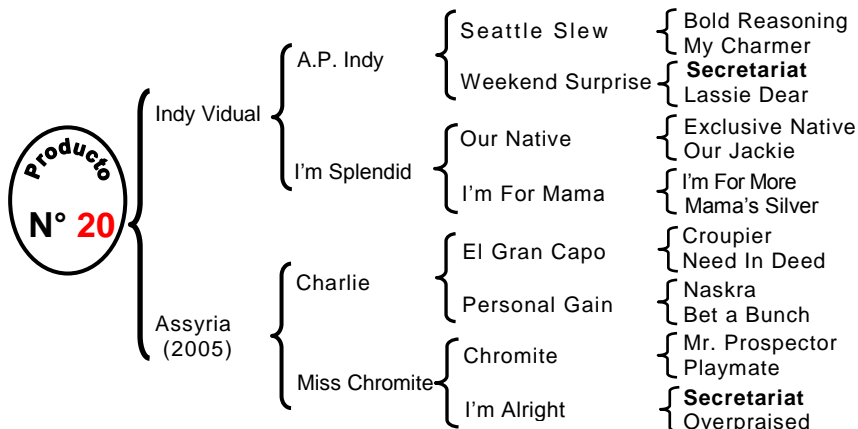 Producto
N° 20
Indy Vidual
Assyria
(2005)
A.P. Indy
I'm Splendid
Charlie
Miss Chromite
Seattle Slew
Weekend Surprise
Our Native
I'm For Mama
El Gran Capo
Personal Gain
Chromite
I'm Alright
Bold Reasoning
My Charmer
Secretariat
Lassie Dear
Exclusive Native
Our Jackie
I'm For More
Mama's Silver
Croupier
Need In Deed
Naskra
Bet a Bunch
Mr. Prospector
Playmate
Secretariat
Overpraised